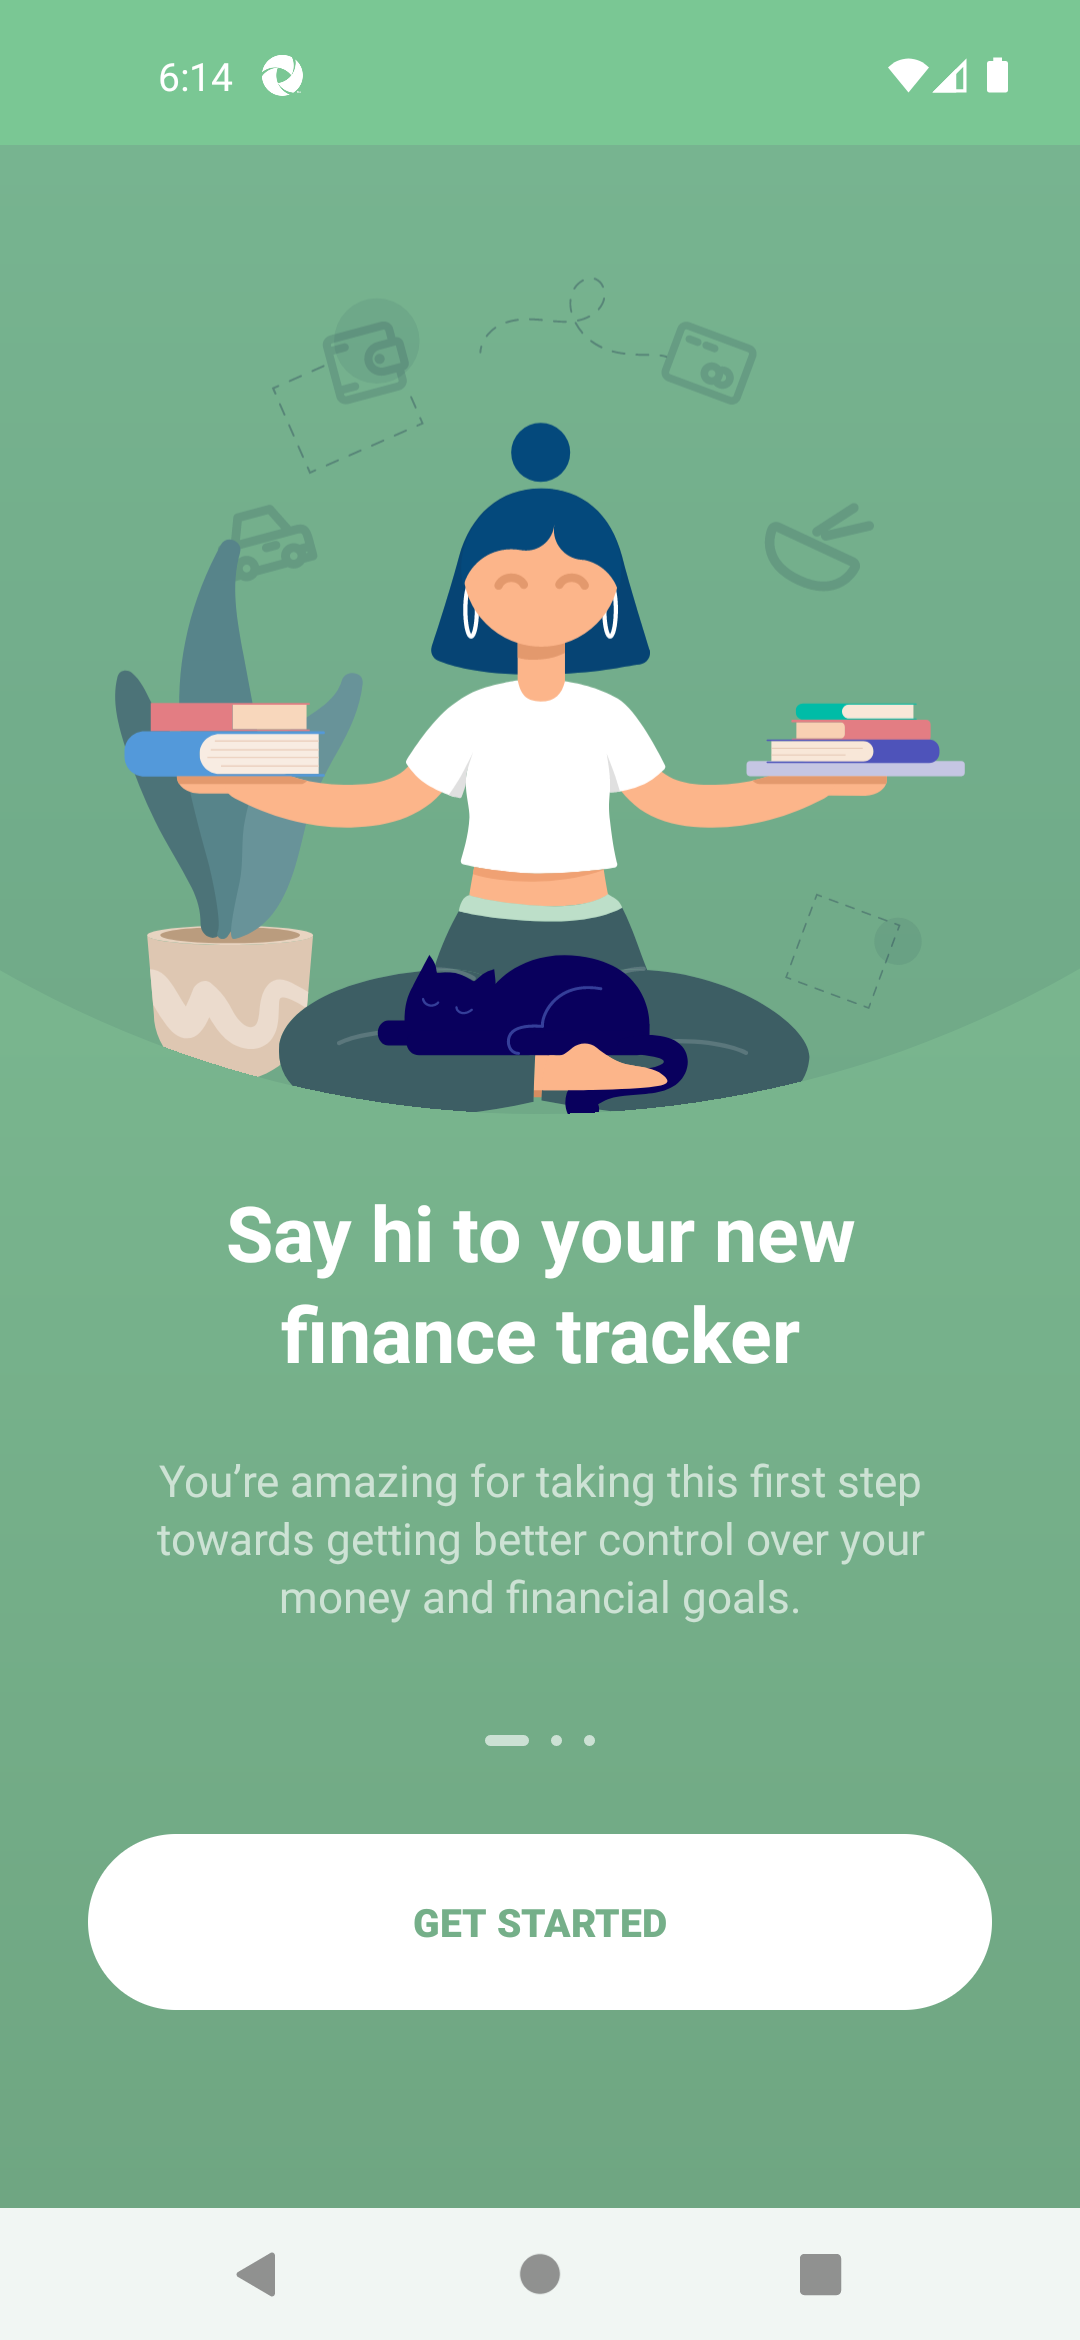 6:14
Say hi to your new
finance tracker
You’re amazing for taking this first step
towards getting better control over your
money and financial goals.
GET STARTED